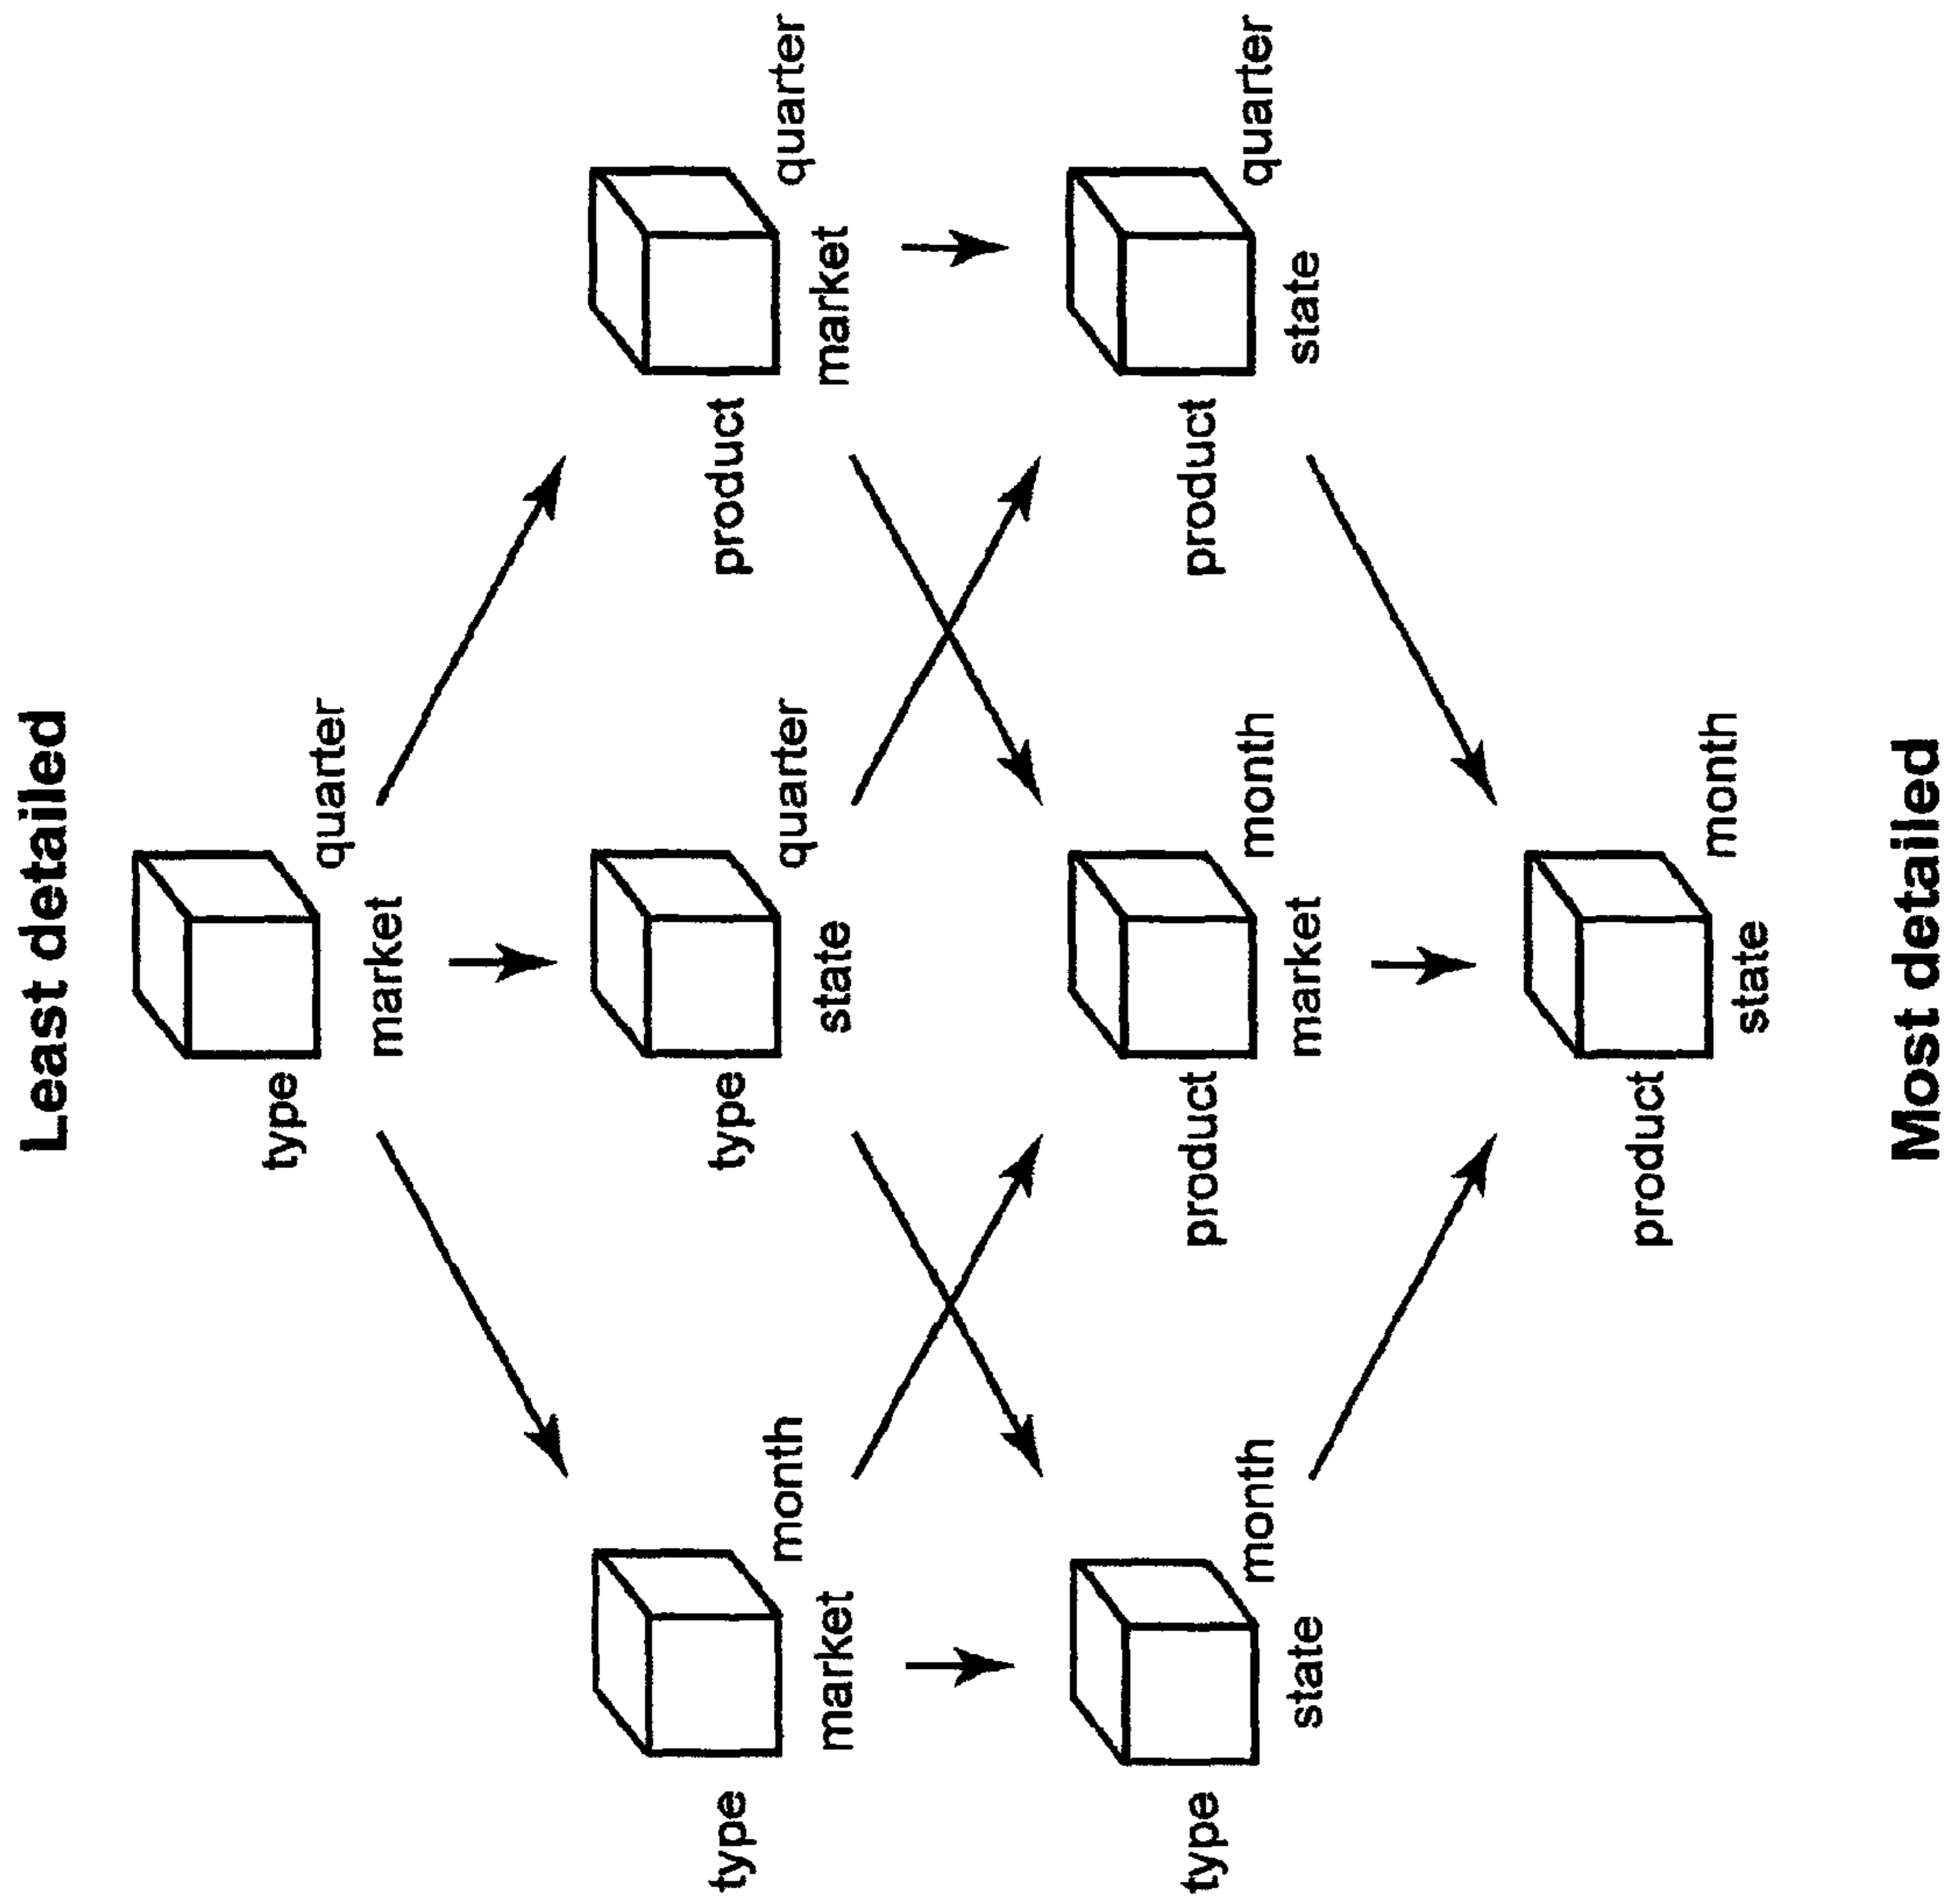 Least detailed
type
market
quarter
type
market
month
type
state
quarter
product
market
quarter
type
state
month
product
market
month
product
state
quarter
product
state
month
Most detailed